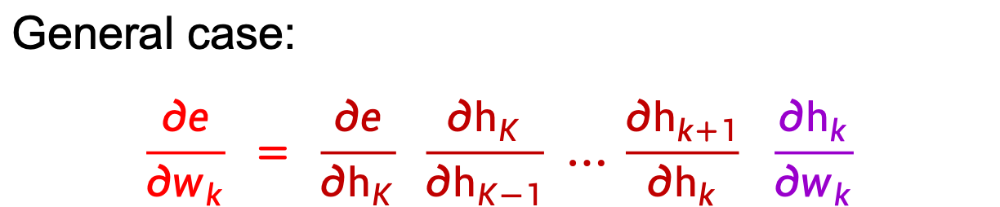 General case:
∂e/∂w_k = ∂e/∂h_K ∂h_K/∂h_{K−1} ... ∂h_{k+1}/∂h_k ∂h_k/∂w_k